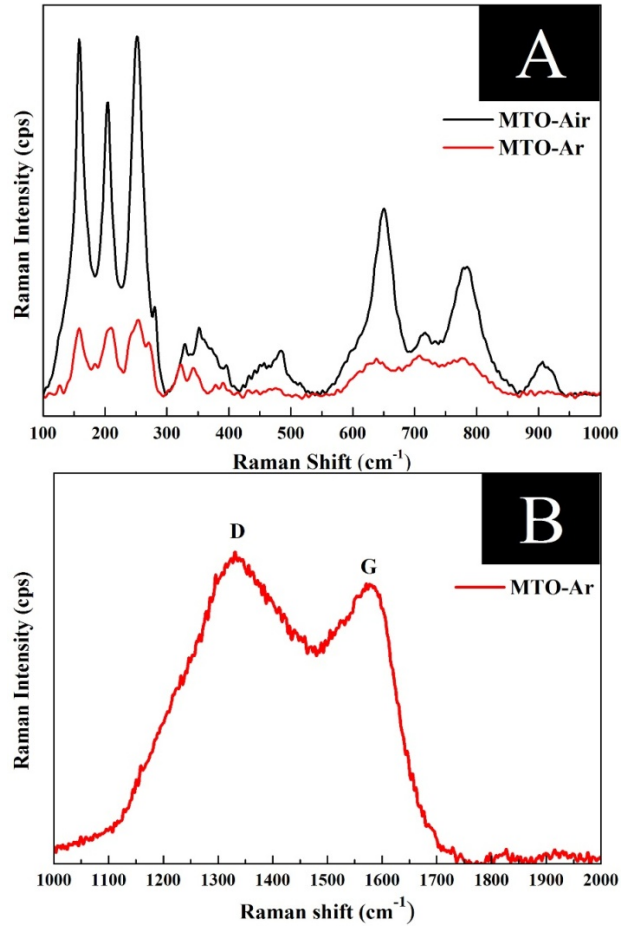 A
MTO-Air
MTO-Ar
Raman Intensity (cps)
100 200 300 400 500 600 700 800 900 1000
Raman Shift (cm-1)
B
D
G
MTO-Ar
Raman Intensity (cps)
1000 1100 1200 1300 1400 1500 1600 1700 1800 1900 2000
Raman shift (cm-1)